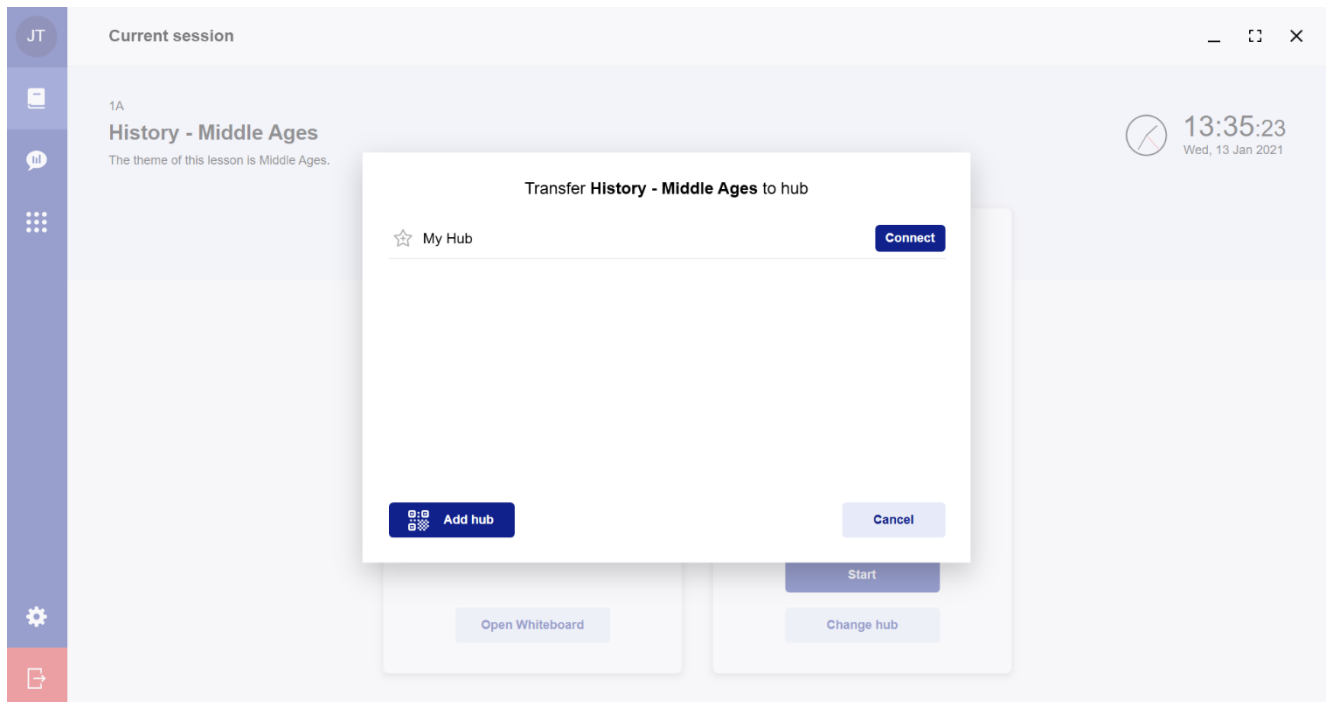 JT
Current session
1A
History - Middle Ages
The theme of this lesson is Middle Ages.
13:35:23
Wed, 13 Jan 2021
Transfer History - Middle Ages to hub
My Hub
Connect
Add hub
Cancel
Start
Open Whiteboard
Change hub